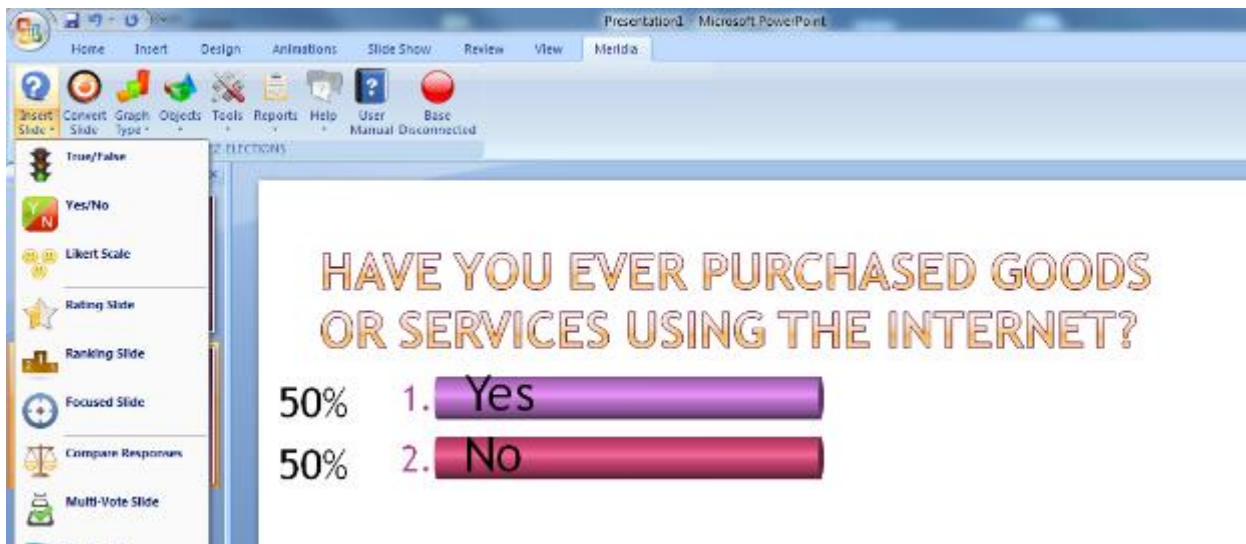 Presentation1 - Microsoft PowerPoint
Home Insert Design Animations Slide Show Review View Meridia
Insert Slide Convert Slide Graph Type Objects Tools Reports Help User Manual Base Disconnected
EZ-ELECTIONS
True/False
Yes/No
Y N
Likert Scale
Rating Slide
Ranking Slide
Focused Slide
Compare Responses
Multi-Vote Slide
HAVE YOU EVER PURCHASED GOODS
OR SERVICES USING THE INTERNET?
50% 1. Yes
50% 2. No